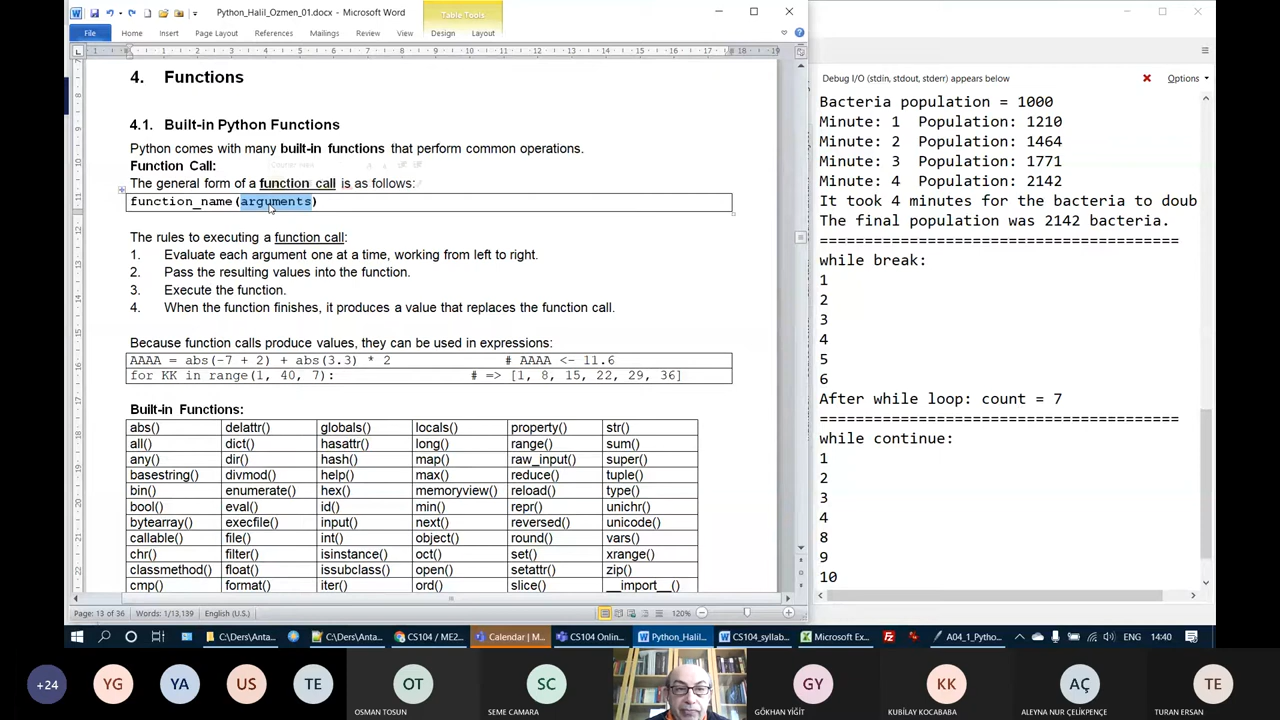 Python_Halil_Ozmen_01.docx - Microsoft Word
Table Tools
File Home Insert Page Layout References Mailings Review View Design Layout
4. Functions
4.1. Built-in Python Functions
Python comes with many built-in functions that perform common operations.
Function Call:
The general form of a function call is as follows:
function_name(arguments)
The rules to executing a function call:
1. Evaluate each argument one at a time, working from left to right.
2. Pass the resulting values into the function.
3. Execute the function.
4. When the function finishes, it produces a value that replaces the function call.
Because function calls produce values, they can be used in expressions:
AAAA = abs(-7 + 2) + abs(3.3) * 2 # AAAA <- 11.6
for KK in range(1, 40, 7): # => [1, 8, 15, 22, 29, 36]
Built-in Functions:
abs() delattr() globals() locals() property() str()
all() dict() hasattr() long() range() sum()
any() dir() hash() map() raw_input() super()
basestring() divmod() help() max() reduce() tuple()
bin() enumerate() hex() memoryview() reload() type()
bool() eval() id() min() repr() unichr()
bytearray() execfile() input() next() reversed() unicode()
callable() file() int() object() round() vars()
chr() filter() isinstance() oct() set() xrange()
classmethod() float() issubclass() open() setattr() zip()
cmp() format() iter() ord() slice() __import__()
Page: 13 of 36 Words: 1/13,139 English (U.S.) 120%
Debug I/O (stdin, stdout, stderr) appears below
Options
Bacteria population = 1000
Minute: 1 Population: 1210
Minute: 2 Population: 1464
Minute: 3 Population: 1771
Minute: 4 Population: 2142
It took 4 minutes for the bacteria to doub
The final population was 2142 bacteria.
========================================
while break:
1
2
3
4
5
6
After while loop: count = 7
========================================
while continue:
1
2
3
4
8
9
10
C:\Ders\Anta... C:\Ders\Anta... CS104 / ME2... Calendar | M... CS104 Onlin... Python_Halil... CS104_syllab... Microsoft Ex... A04_1_Pytho... ENG 14:40
+24 YG YA US TE OT SC GY KK AÇ TE
OSMAN TOSUN SEME CAMARA GÖKHAN YİĞİT KUBİLAY KOCABABA ALEYNA NUR ÇELİKPENÇE TURAN ERSAN